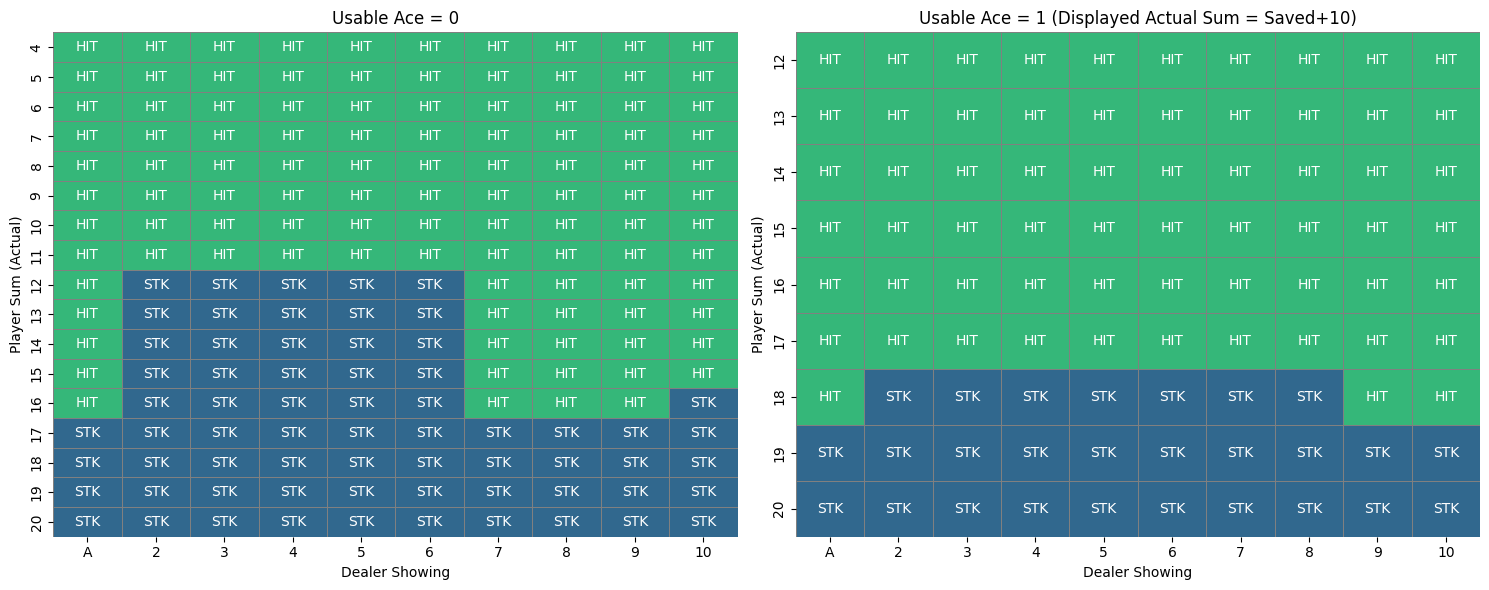 Usable Ace = 0
Player Sum (Actual)
4 HIT HIT HIT HIT HIT HIT HIT HIT HIT HIT
5 HIT HIT HIT HIT HIT HIT HIT HIT HIT HIT
6 HIT HIT HIT HIT HIT HIT HIT HIT HIT HIT
7 HIT HIT HIT HIT HIT HIT HIT HIT HIT HIT
8 HIT HIT HIT HIT HIT HIT HIT HIT HIT HIT
9 HIT HIT HIT HIT HIT HIT HIT HIT HIT HIT
10 HIT HIT HIT HIT HIT HIT HIT HIT HIT HIT
11 HIT HIT HIT HIT HIT HIT HIT HIT HIT HIT
12 HIT STK STK STK STK STK HIT HIT HIT HIT
13 HIT STK STK STK STK STK HIT HIT HIT HIT
14 HIT STK STK STK STK STK HIT HIT HIT HIT
15 HIT STK STK STK STK STK HIT HIT HIT HIT
16 HIT STK STK STK STK STK HIT HIT HIT STK
17 STK STK STK STK STK STK STK STK STK STK
18 STK STK STK STK STK STK STK STK STK STK
19 STK STK STK STK STK STK STK STK STK STK
20 STK STK STK STK STK STK STK STK STK STK
A 2 3 4 5 6 7 8 9 10
Dealer Showing
Usable Ace = 1 (Displayed Actual Sum = Saved+10)
Player Sum (Actual)
12 HIT HIT HIT HIT HIT HIT HIT HIT HIT HIT
13 HIT HIT HIT HIT HIT HIT HIT HIT HIT HIT
14 HIT HIT HIT HIT HIT HIT HIT HIT HIT HIT
15 HIT HIT HIT HIT HIT HIT HIT HIT HIT HIT
16 HIT HIT HIT HIT HIT HIT HIT HIT HIT HIT
17 HIT HIT HIT HIT HIT HIT HIT HIT HIT HIT
18 HIT STK STK STK STK STK STK STK HIT HIT
19 STK STK STK STK STK STK STK STK STK STK
20 STK STK STK STK STK STK STK STK STK STK
A 2 3 4 5 6 7 8 9 10
Dealer Showing